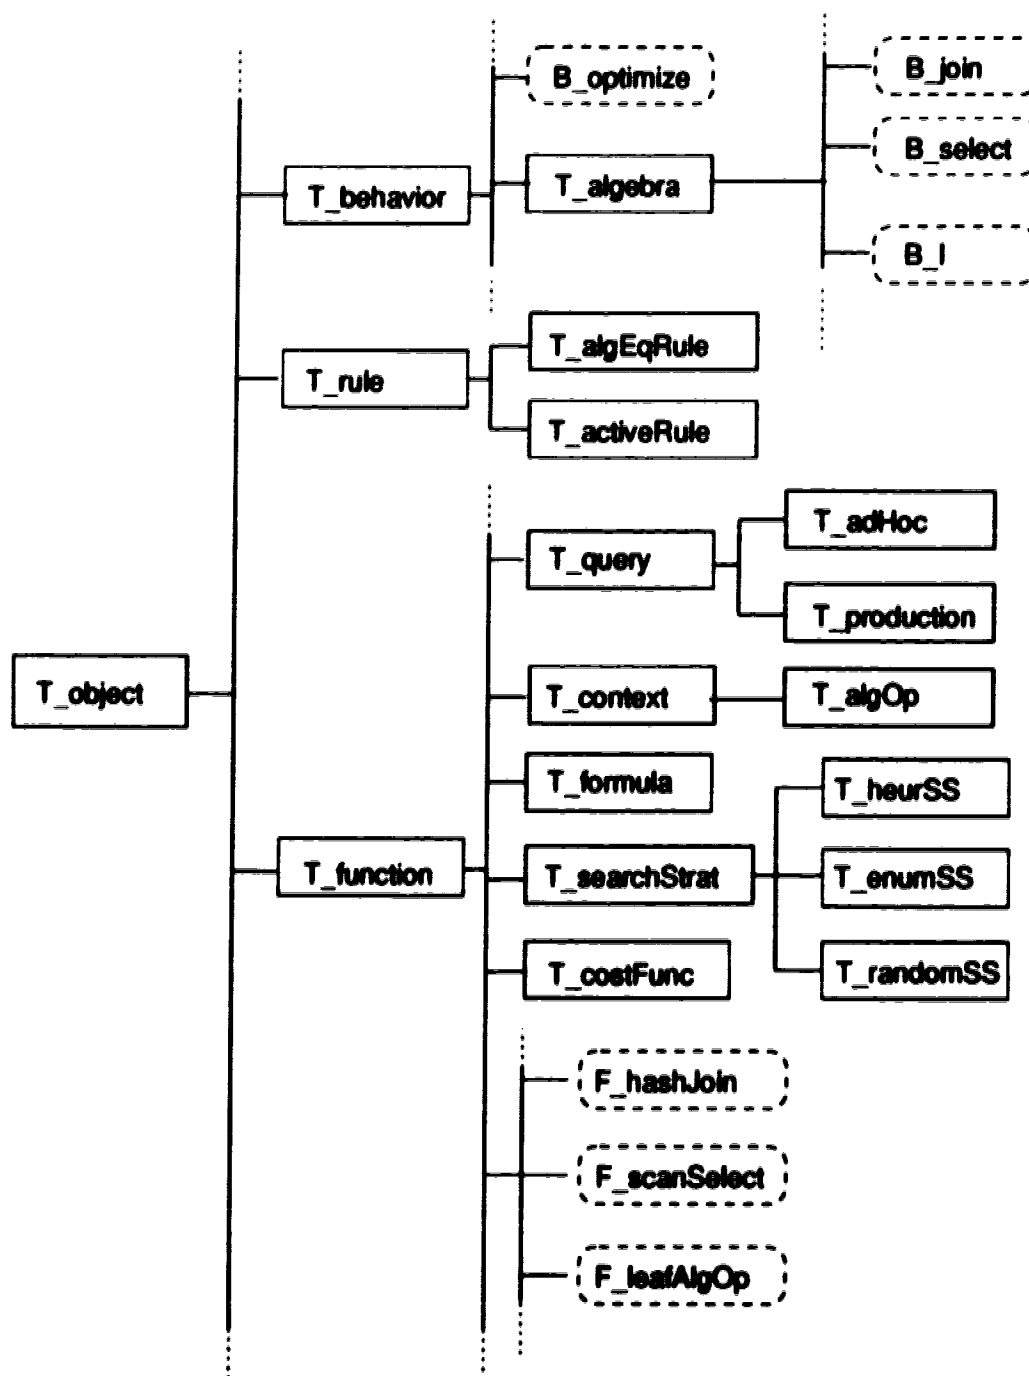 B_optimize
B_join
B_select
T_behavior
T_algebra
B_I
T_algEqRule
T_rule
T_activeRule
T_adHoc
T_query
T_production
T_object
T_context
T_algOp
T_formula
T_heurSS
T_function
T_searchStrat
T_enumSS
T_costFunc
T_randomSS
F_hashJoin
F_scanSelect
F_leafAlgOp